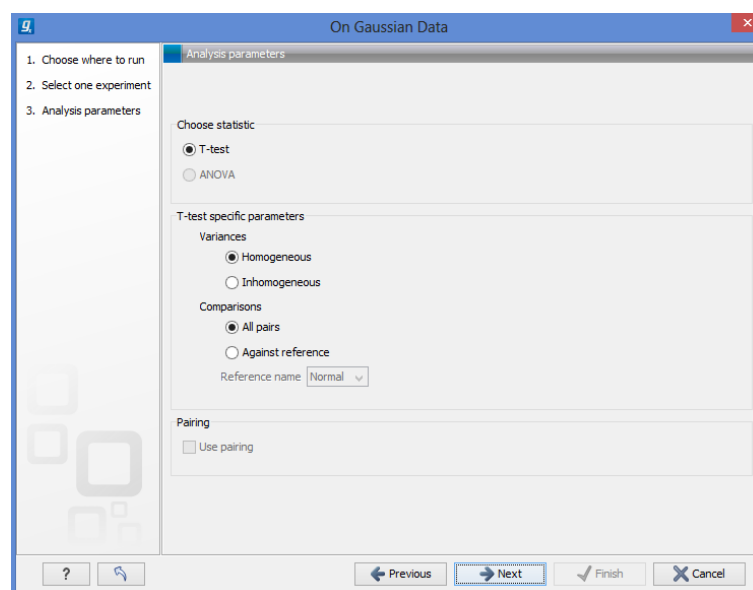 On Gaussian Data
1. Choose where to run
2. Select one experiment
3. Analysis parameters
Analysis parameters
Choose statistic
T-test
ANOVA
T-test specific parameters
Variances
Homogeneous
Inhomogeneous
Comparisons
All pairs
Against reference
Reference name Normal
Pairing
Use pairing
? Previous Next Finish Cancel